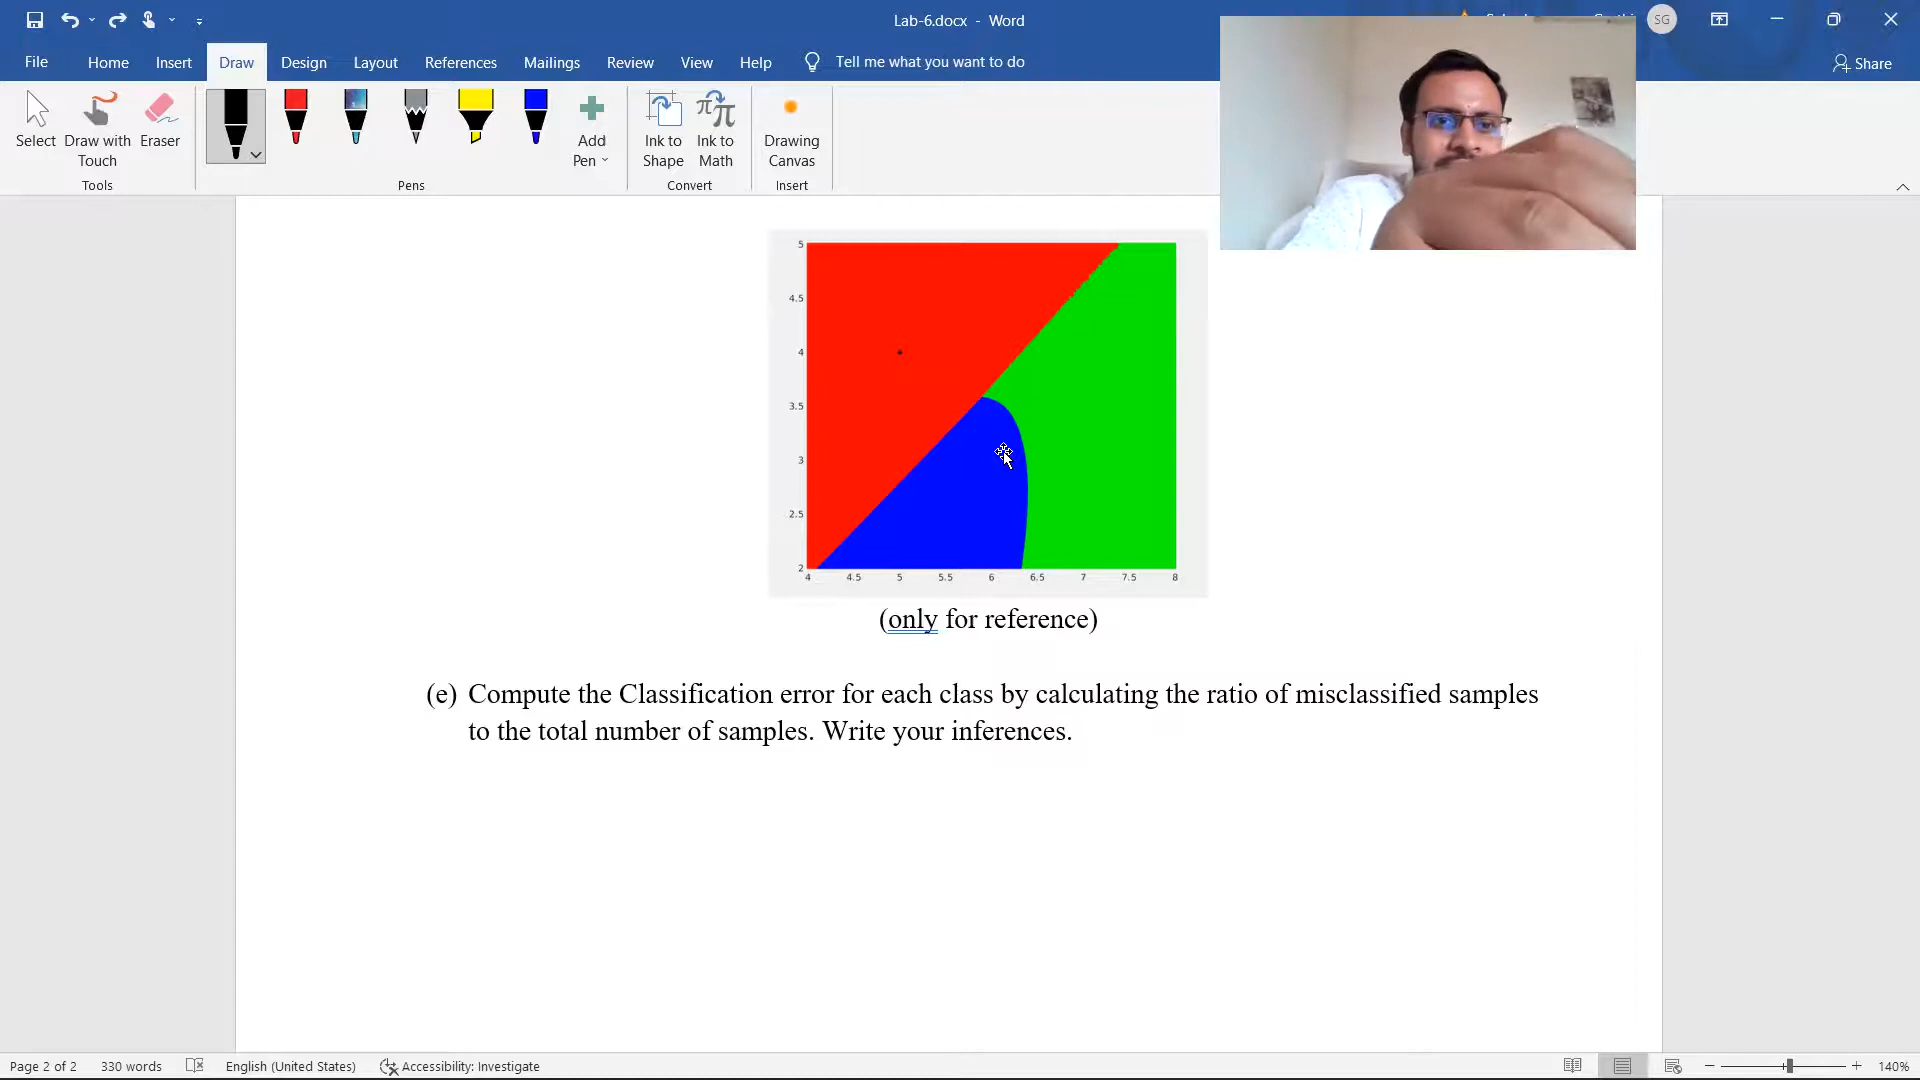 Lab-6.docx - Word
SG
File
Home
Insert
Draw
Design
Layout
References
Mailings
Review
View
Help
Tell me what you want to do
Share
Select
Draw with
Touch
Eraser
Add
Pen
Ink to
Shape
Ink to
Math
Drawing
Canvas
Tools
Pens
Convert
Insert
5
4.5
4
3.5
3
2.5
2
4 4.5 5 5.5 6 6.5 7 7.5 8
(only for reference)
(e) Compute the Classification error for each class by calculating the ratio of misclassified samples
to the total number of samples. Write your inferences.
Page 2 of 2 330 words English (United States) Accessibility: Investigate 140%